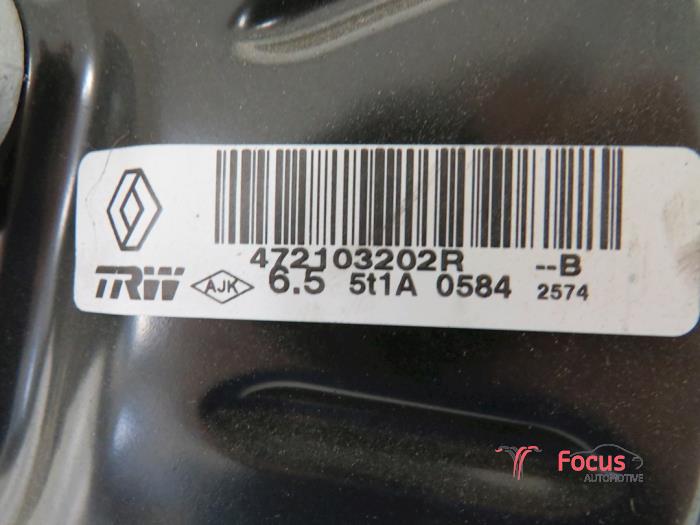 472103202R --B
TRW AJK 6.5 5t1A 0584 2574
Focus
AUTOMOTIVE